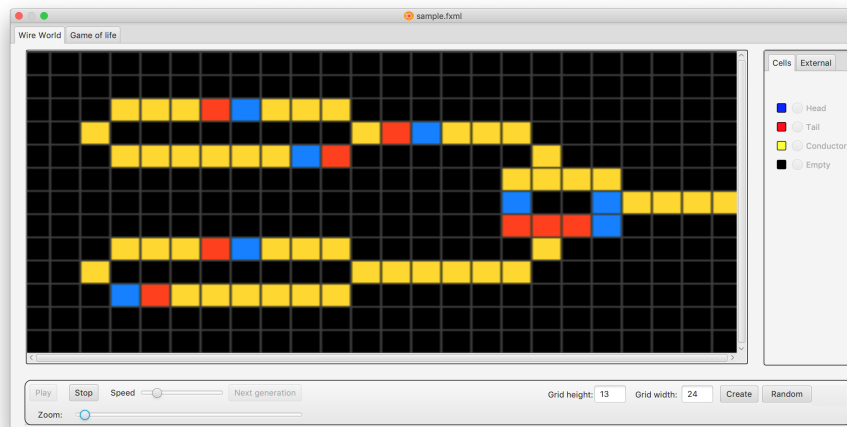 sample.fxml
Wire World Game of life
Cells External
Head
Tail
Conductor
Empty
Play Stop Speed Next generation
Grid height: 13 Grid width: 24 Create Random
Zoom: